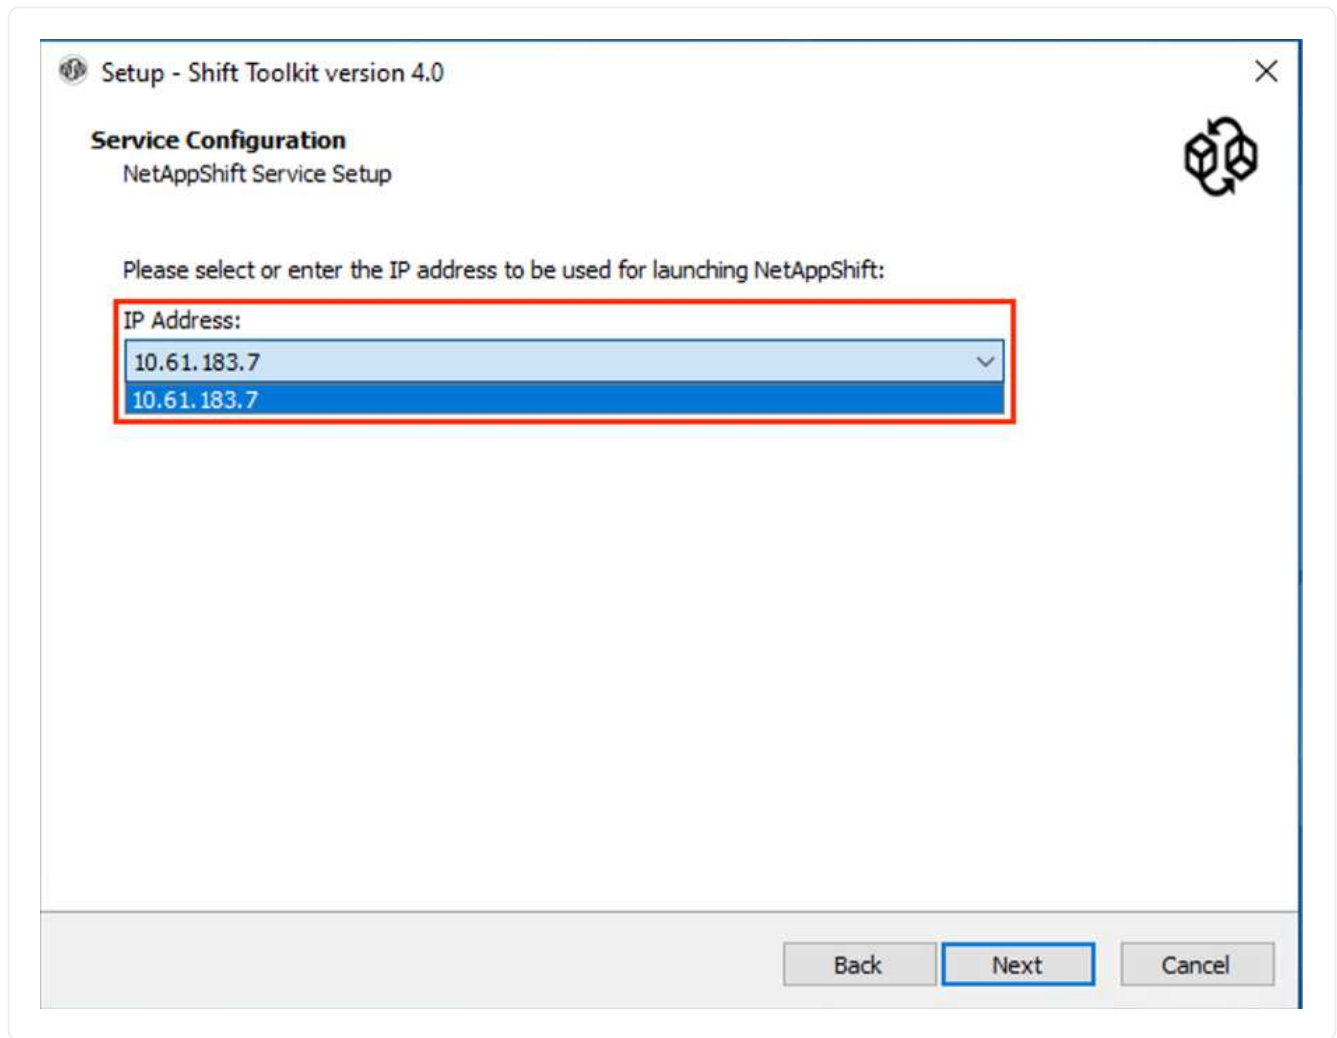 Setup - Shift Toolkit version 4.0
Service Configuration
NetAppShift Service Setup
Please select or enter the IP address to be used for launching NetAppShift:
IP Address:
10.61.183.7
10.61.183.7
Back Next Cancel